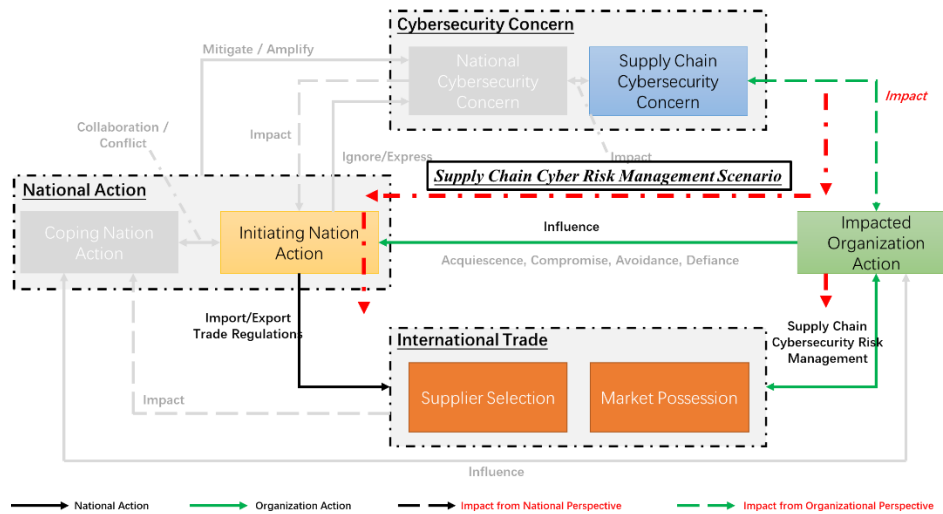 Cybersecurity Concern
Mitigate / Amplify
National
Cybersecurity
Concern
Supply Chain
Cybersecurity
Concern
Impact
Collaboration /
Conflict
Impact
Ignore/Express
Impact
Supply Chain Cyber Risk Management Scenario
National Action
Coping Nation
Action
Initiating Nation
Action
Influence
Acquiescence, Compromise, Avoidance, Defiance
Impacted
Organization
Action
Import/Export
Trade Regulations
Supply Chain
Cybersecurity Risk
Management
International Trade
Supplier Selection
Market Possession
Impact
Influence
National Action
Organization Action
Impact from National Perspective
Impact from Organizational Perspective